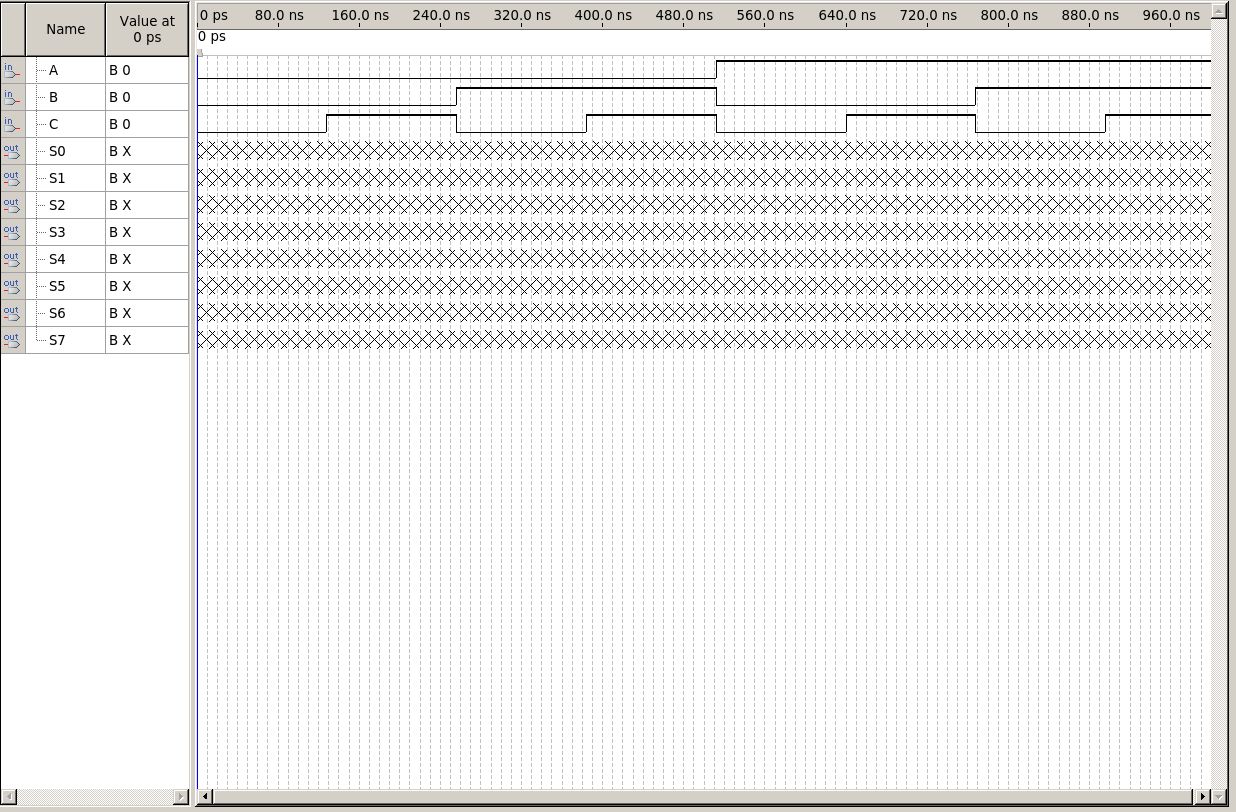 Name
Value at
0 ps
0 ps 80.0 ns 160.0 ns 240.0 ns 320.0 ns 400.0 ns 480.0 ns 560.0 ns 640.0 ns 720.0 ns 800.0 ns 880.0 ns 960.0 ns
0 ps
in A B 0
in B B 0
in C B 0
out S0 B X
out S1 B X
out S2 B X
out S3 B X
out S4 B X
out S5 B X
out S6 B X
out S7 B X